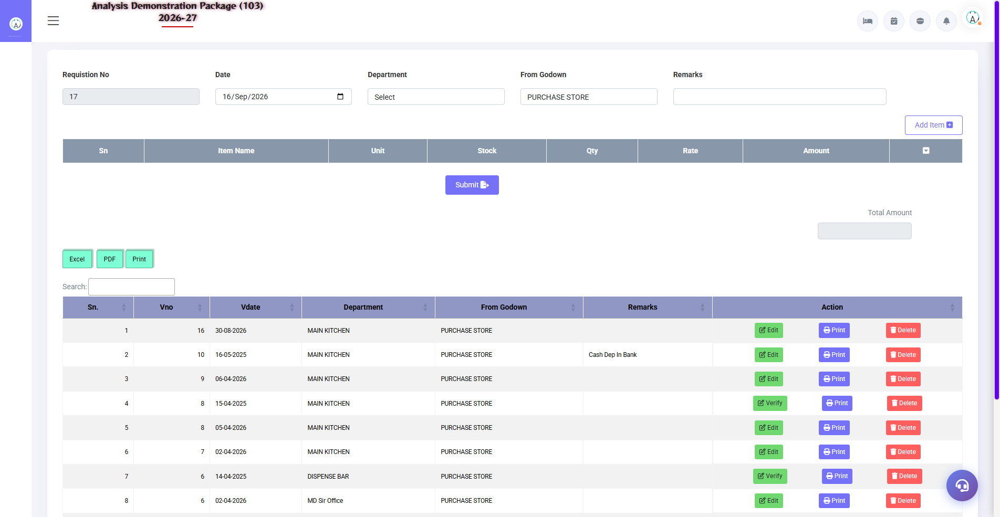 Analysis Demonstration Package (103)
2026-27
Requistion No
Date
Department
From Godown
Remarks
17
16/Sep/2026
Select
PURCHASE STORE
Add Item
Sn Item Name Unit Stock Qty Rate Amount
Submit
Total Amount
Excel PDF Print
Search:
Sn. Vno Vdate Department From Godown Remarks Action
1 16 30-08-2026 MAIN KITCHEN PURCHASE STORE Edit Print Delete
2 10 16-05-2025 MAIN KITCHEN PURCHASE STORE Cash Dep In Bank Edit Print Delete
3 9 06-04-2026 MAIN KITCHEN PURCHASE STORE Edit Print Delete
4 8 15-04-2025 MAIN KITCHEN PURCHASE STORE Verify Print Delete
5 8 05-04-2026 MAIN KITCHEN PURCHASE STORE Edit Print Delete
6 7 02-04-2026 MAIN KITCHEN PURCHASE STORE Edit Print Delete
7 6 14-04-2025 DISPENSE BAR PURCHASE STORE Verify Print Delete
8 6 02-04-2026 MD Sir Office PURCHASE STORE Edit Print Delete